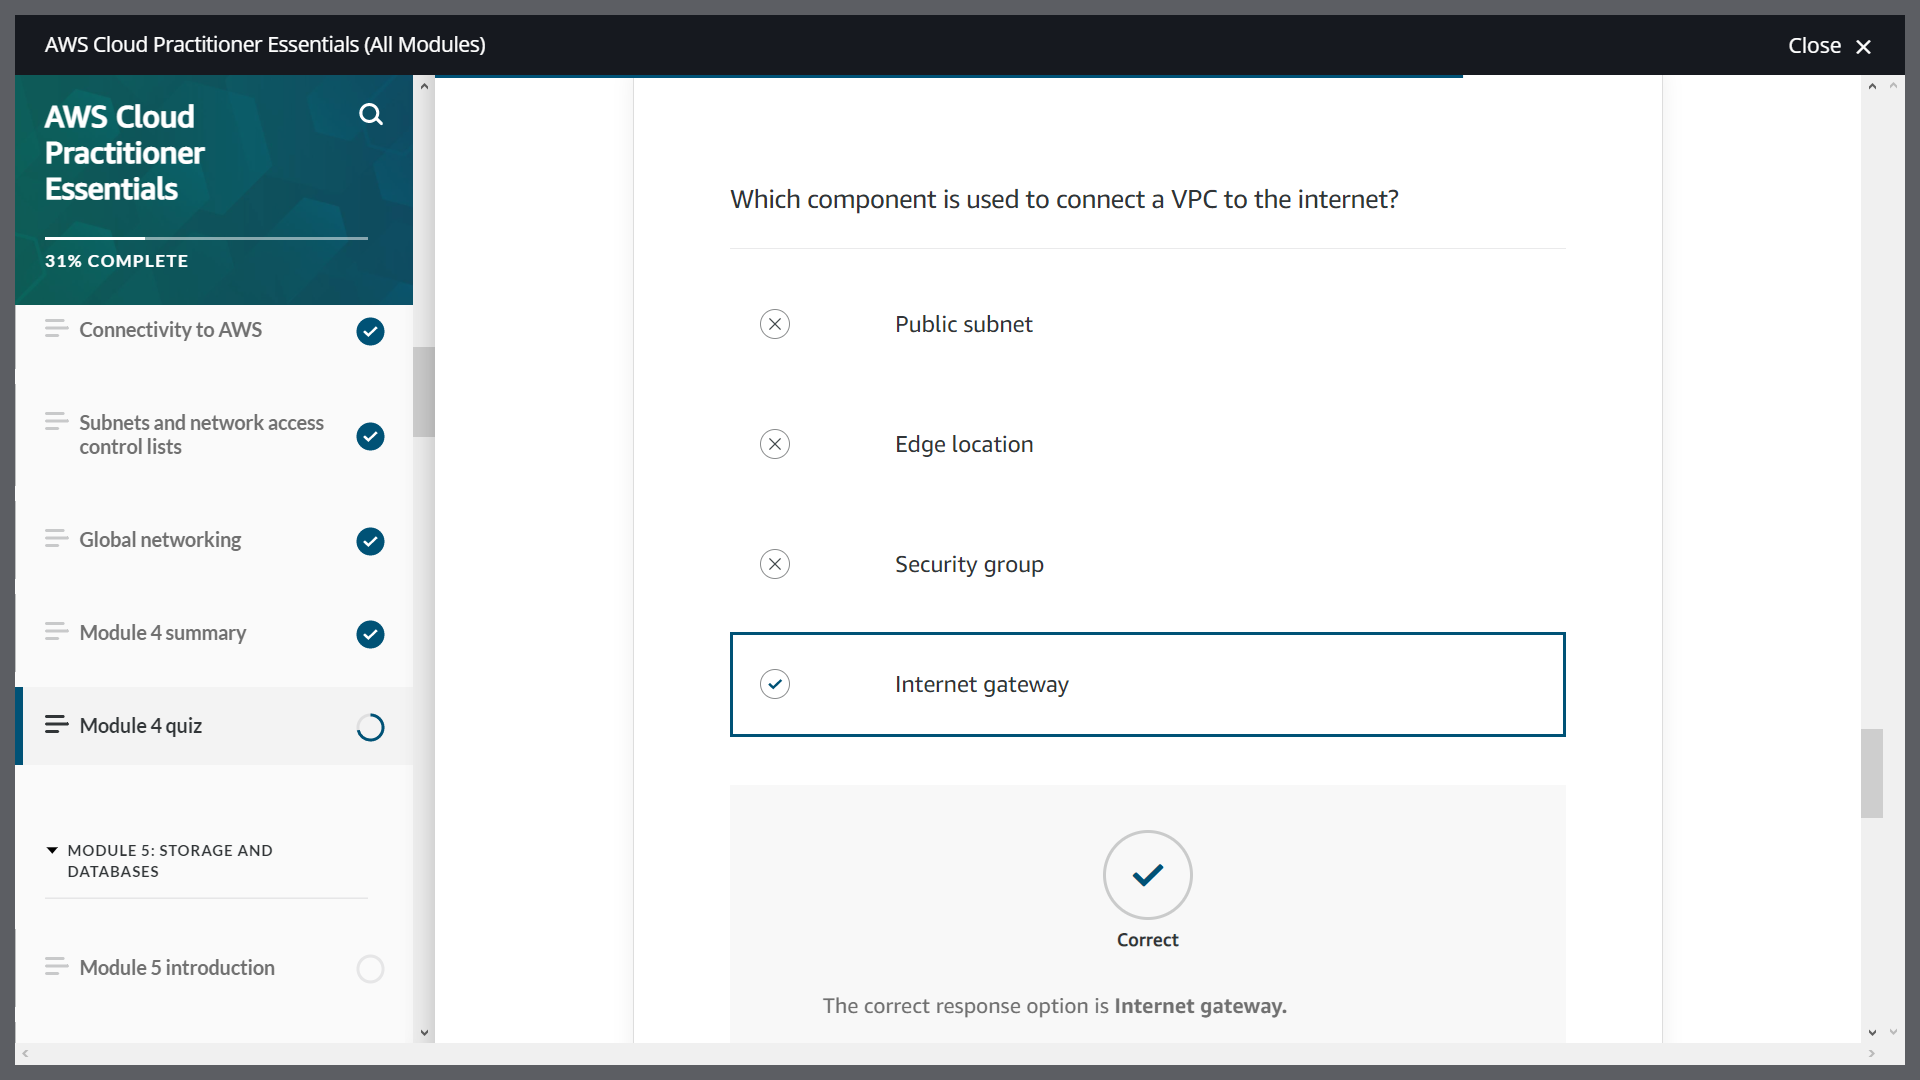 AWS Cloud Practitioner Essentials (All Modules)
Close
AWS Cloud
Practitioner
Essentials
31% COMPLETE
Connectivity to AWS
Subnets and network access
control lists
Global networking
Module 4 summary
Module 4 quiz
MODULE 5: STORAGE AND
DATABASES
Module 5 introduction
Which component is used to connect a VPC to the internet?
Public subnet
Edge location
Security group
Internet gateway
Correct
The correct response option is Internet gateway.